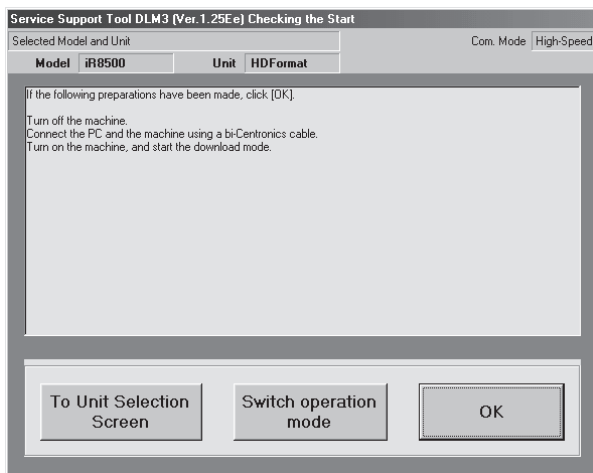 Service Support Tool DLM3 (Ver.1.25Ee) Checking the Start
Selected Model and Unit
Com. Mode High-Speed
Model iR8500 Unit HDFormat
If the following preparations have been made, click [OK].
Turn off the machine.
Connect the PC and the machine using a bi-Centronics cable.
Turn on the machine, and start the download mode.
To Unit Selection
Screen
Switch operation
mode
OK